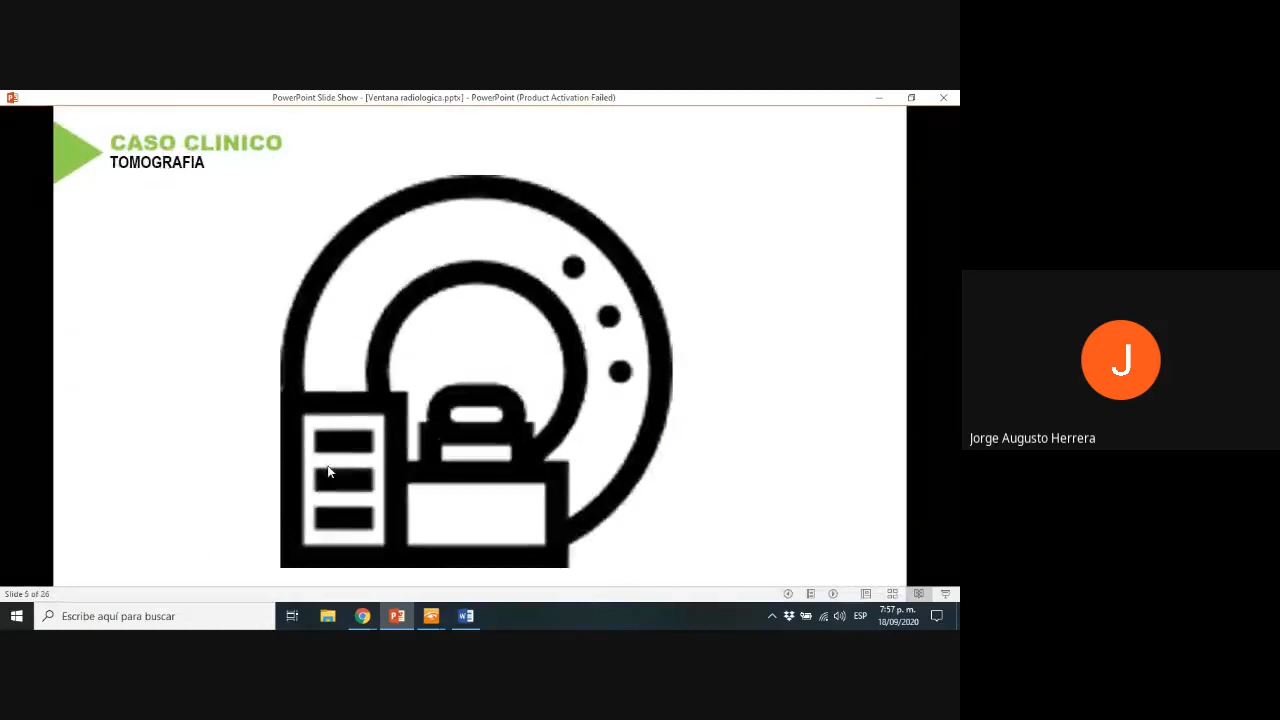 PowerPoint Slide Show - [Ventana radiologica.pptx] - PowerPoint (Product Activation Failed)
CASO CLINICO
TOMOGRAFIA
J
Jorge Augusto Herrera
Slide 5 of 26
Escribe aquí para buscar
ESP
7:57 p. m.
18/09/2020